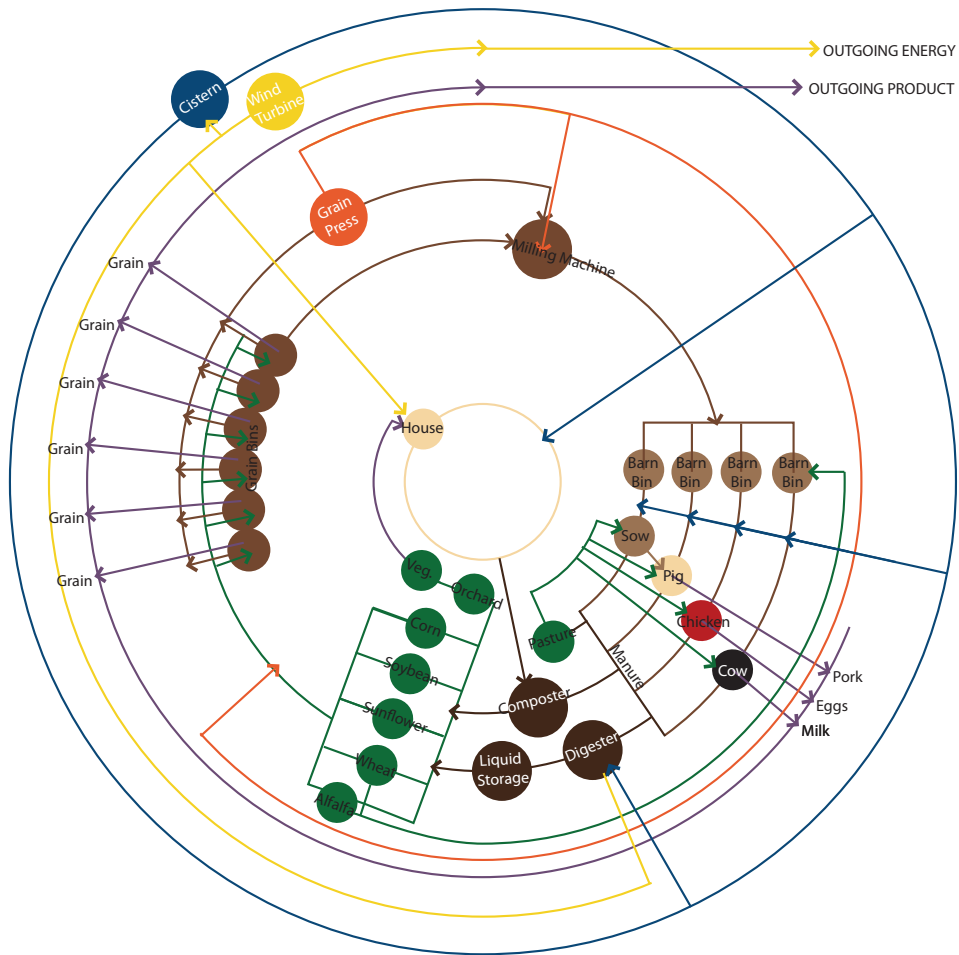 OUTGOING ENERGY
OUTGOING PRODUCT
Cistern
Wind
Turbine
Grain
Press
Milling Machine
Grain
Grain
Grain
Grain
Grain
Grain
Grain Bins
House
Barn
Bin
Barn
Bin
Barn
Bin
Barn
Bin
Sow
Pig
Chicken
Cow
Pork
Eggs
Milk
Veg.
Orchard
Corn
Soybean
Sunflower
Wheat
Alfalfa
Pasture
Manure
Composter
Digester
Liquid
Storage